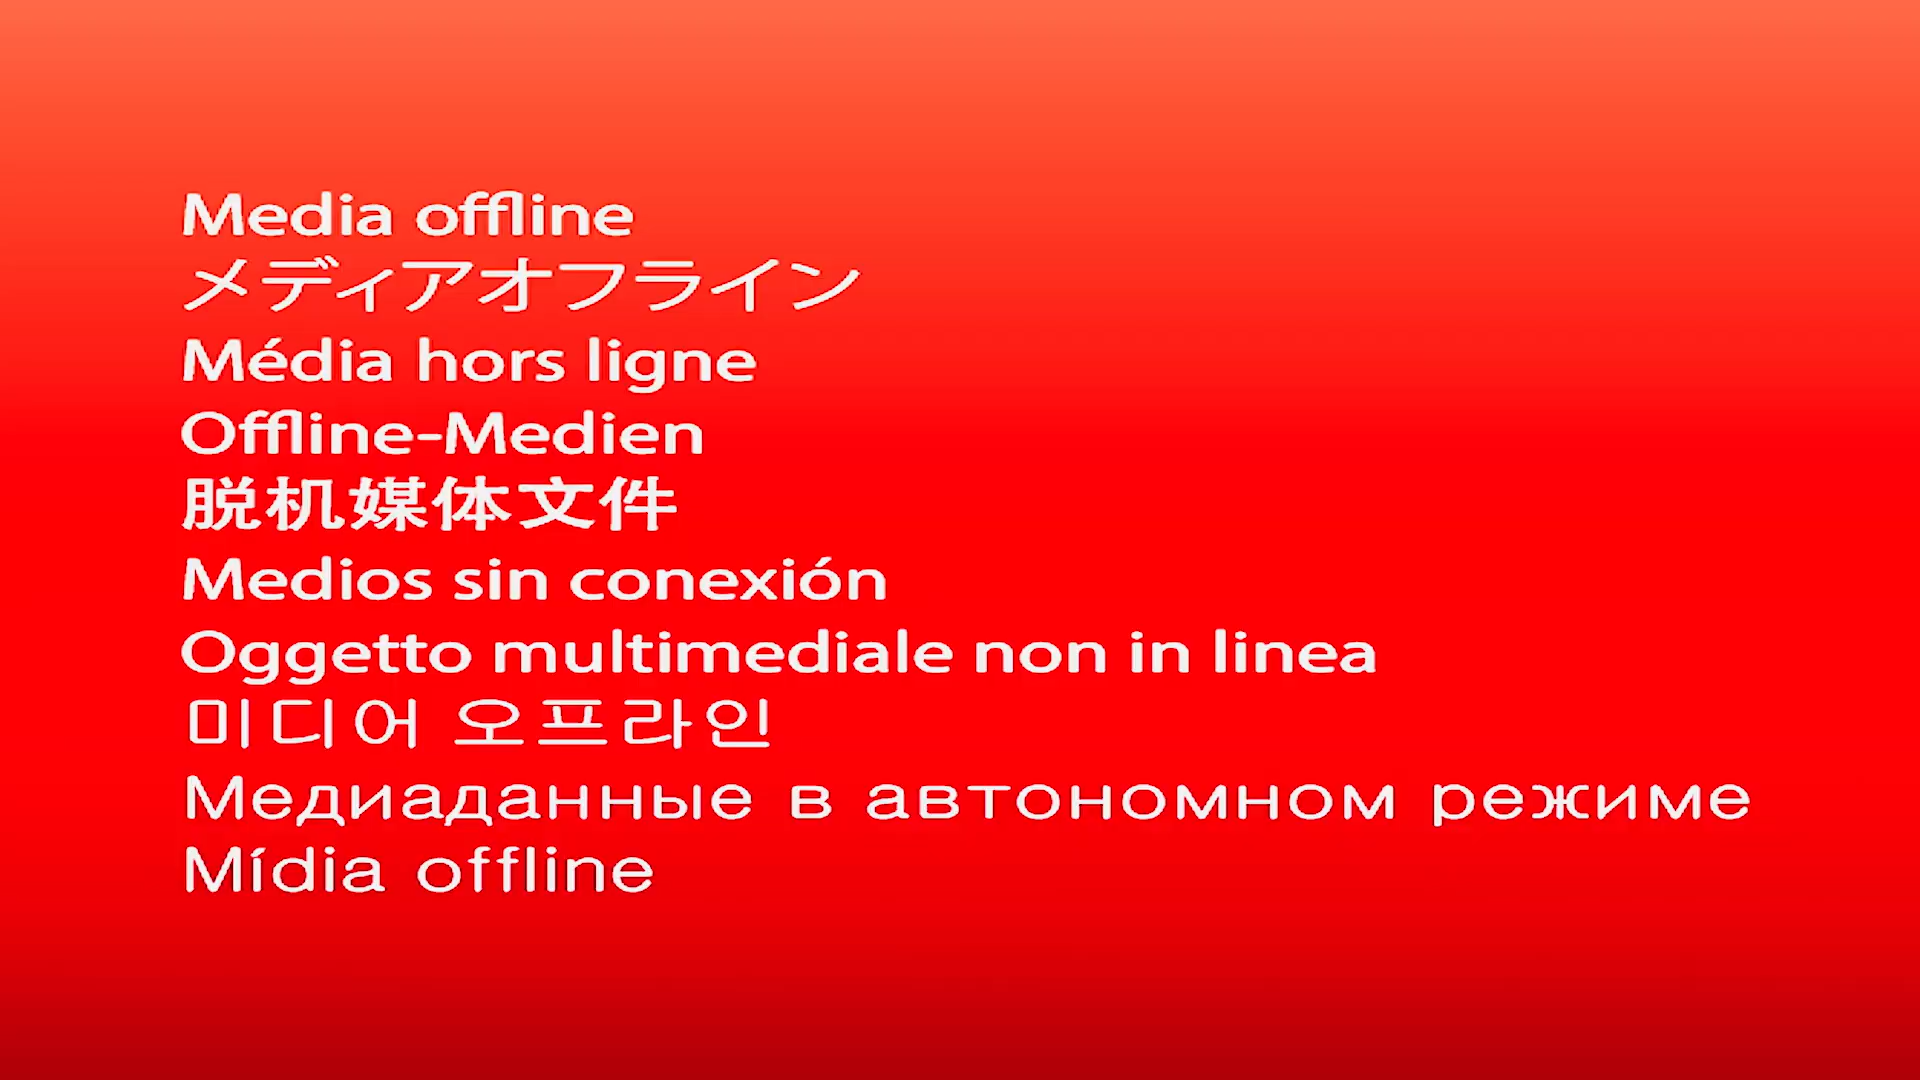 Media offline
メディアオフライン
Média hors ligne
Offline-Medien
脱机媒体文件
Medios sin conexión
Oggetto multimediale non in linea
미디어 오프라인
Медиаданные в автономном режиме
Mídia offline